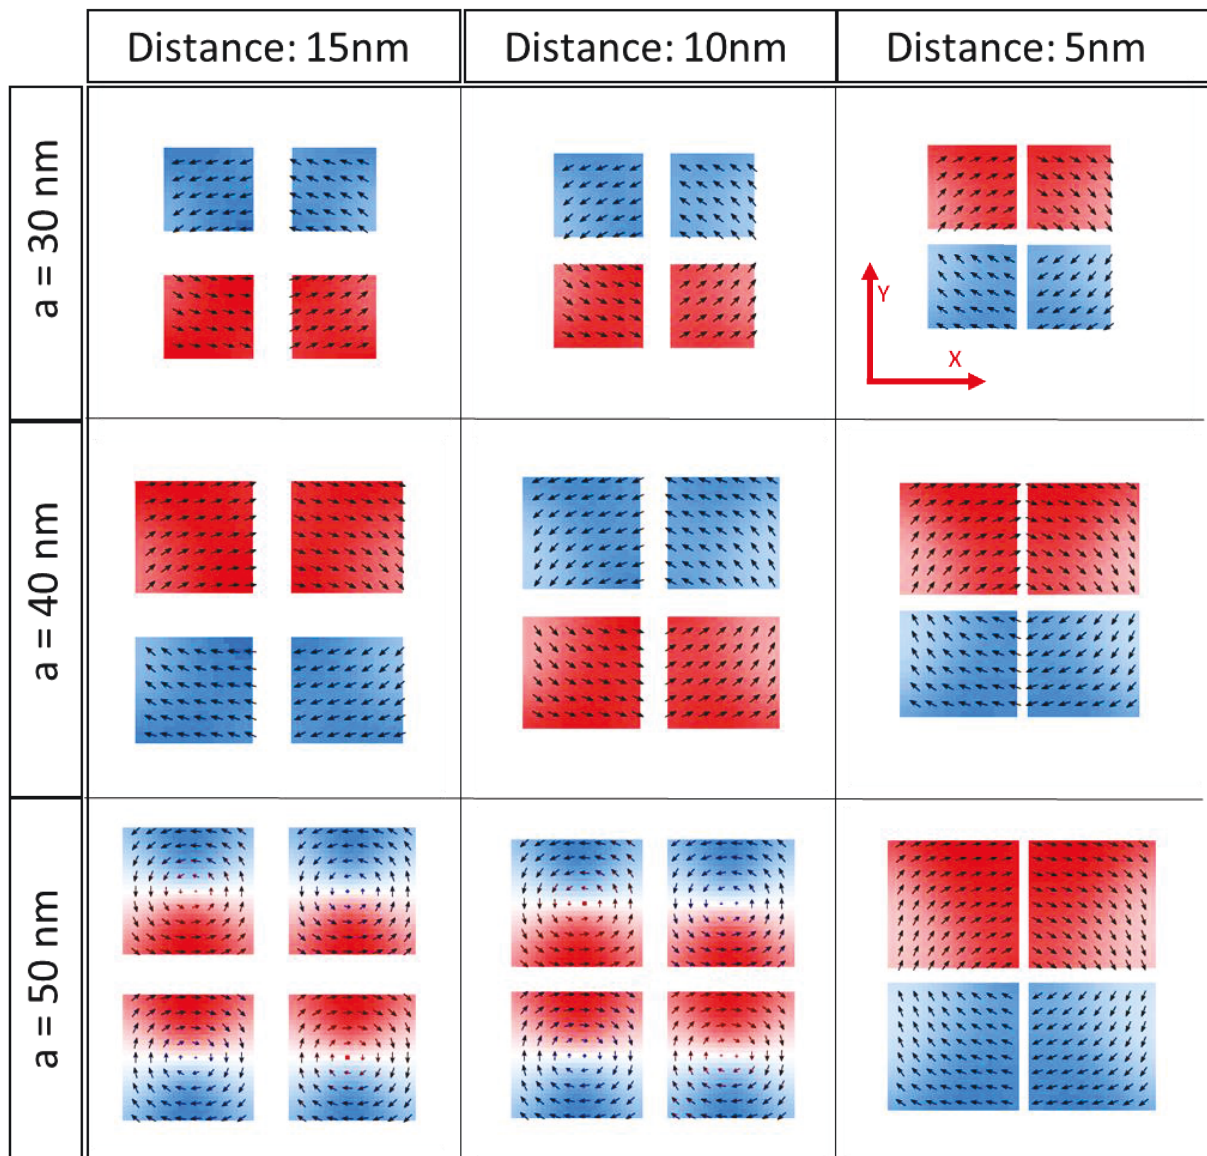 Distance: 15nm
Distance: 10nm
Distance: 5nm
a = 30 nm
Y
X
a = 40 nm
a = 50 nm